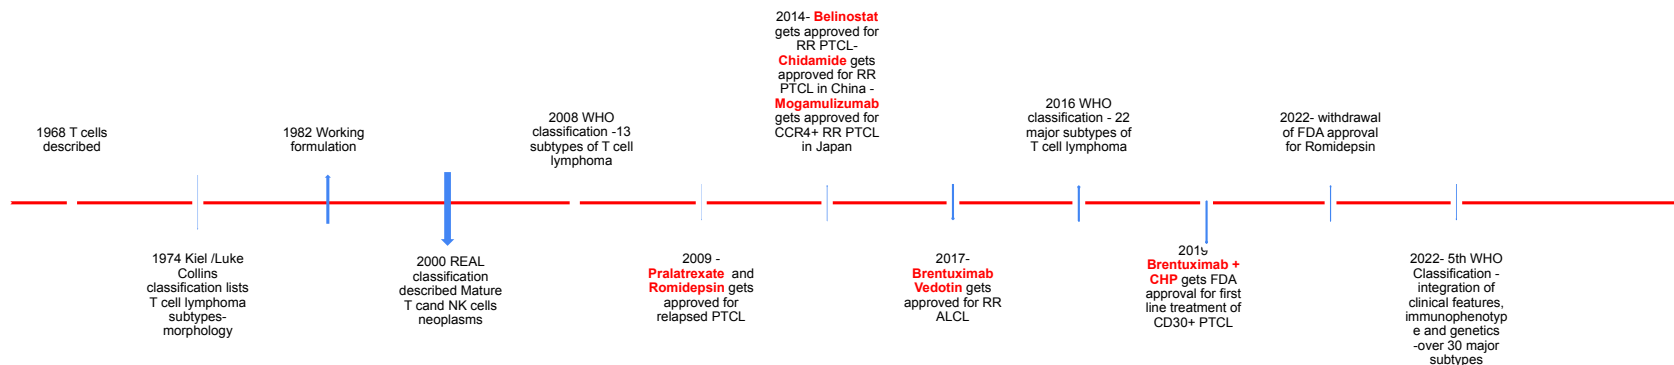 1968 T cells
described
1974 Kiel /Luke
Collins
classification lists
T cell lymphoma
subtypes-
morphology
1982 Working
formulation
2000 REAL
classification
described Mature
T cand NK cells
neoplasms
2008 WHO
classification -13
subtypes of T cell
lymphoma
2009 -
Pralatrexate and
Romidepsin gets
approved for
relapsed PTCL
2014- Belinostat
gets approved for
RR PTCL-
Chidamide gets
approved for RR
PTCL in China -
Mogamulizumab
gets approved for
CCR4+ RR PTCL
in Japan
2017-
Brentuximab
Vedotin gets
approved for RR
ALCL
2016 WHO
classification - 22
major subtypes of
T cell lymphoma
2019
Brentuximab +
CHP gets FDA
approval for first
line treatment of
CD30+ PTCL
2022- withdrawal
of FDA approval
for Romidepsin
2022- 5th WHO
Classification -
integration of
clinical features,
immunophenotyp
e and genetics
-over 30 major
subtypes